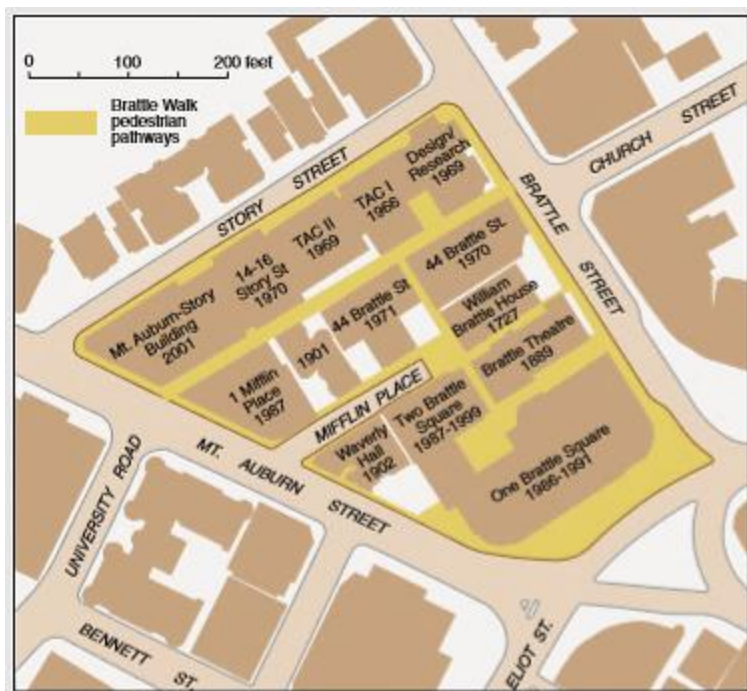 0 100 200 feet
Brattle Walk
pedestrian
pathways
STORY STREET
CHURCH STREET
BRATTLE STREET
Design/
Research
1969
TAC I
1966
TAC II
1969
14-16
Story St
1970
Mt. Auburn-Story
Building
2001
44 Brattle St.
1970
William
Brattle House
1727
Brattle Theatre
1889
44 Brattle St
1971
1901
1 Mifflin
Place
1987
MIFFLIN PLACE
Two Brattle
Square
1987-1999
Waverly
Hall
1902
One Brattle Square
1986-1991
MT. AUBURN STREET
UNIVERSITY ROAD
BENNETT ST.
ELIOT ST.